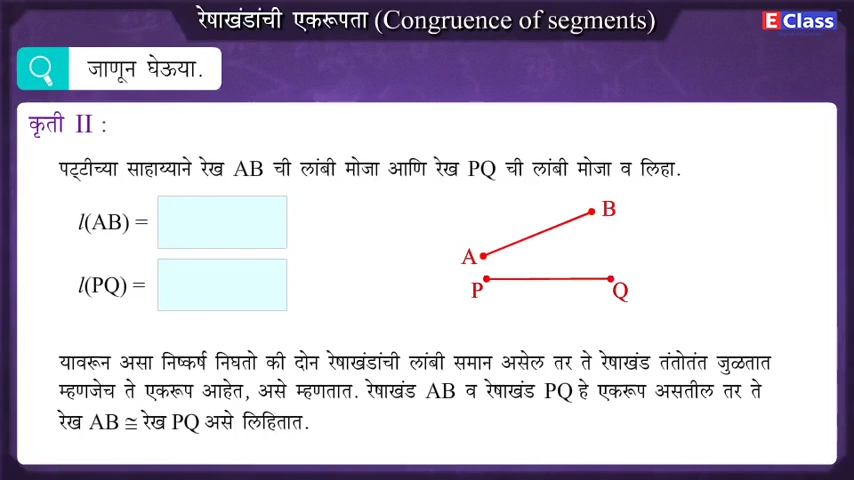 रेषाखंडांची एकरूपता (Congruence of segments)
E Class
जाणून घेऊया.
कृती II :
पट्टीच्या साहाय्याने रेख AB ची लांबी मोजा आणि रेख PQ ची लांबी मोजा व लिहा.
l(AB) =
l(PQ) =
B
A
P
Q
यावरून असा निष्कर्ष निघतो की दोन रेषाखंडांची लांबी समान असेल तर ते रेषाखंड तंतोतंत जुळतात
म्हणजेच ते एकरूप आहेत, असे म्हणतात. रेषाखंड AB व रेषाखंड PQ हे एकरूप असतील तर ते
रेख AB ≅ रेख PQ असे लिहितात.